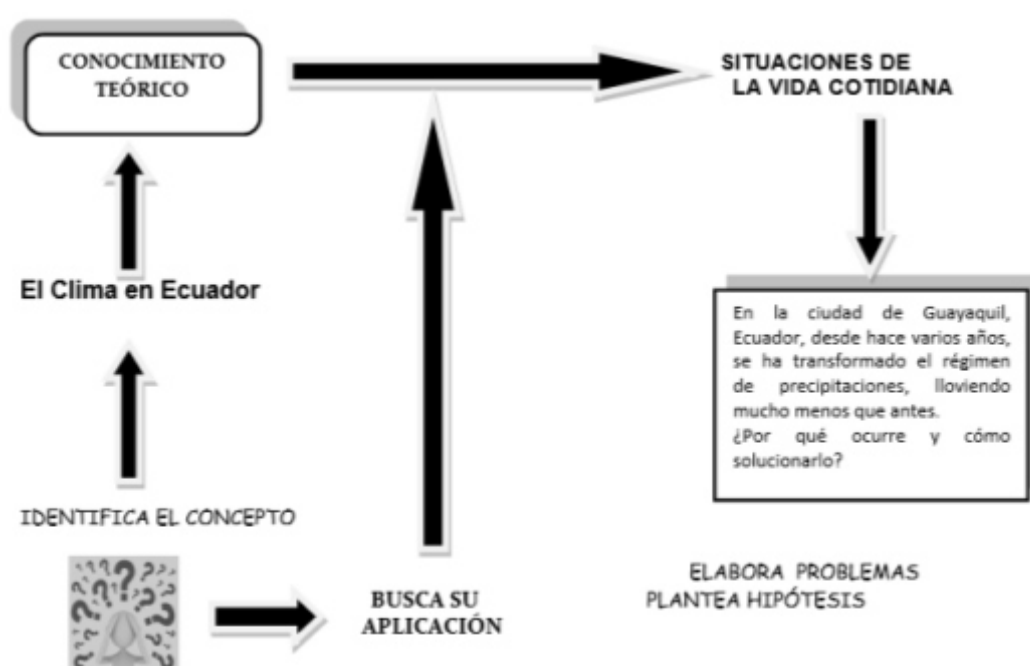 CONOCIMIENTO
TEÓRICO
SITUACIONES DE
LA VIDA COTIDIANA
El Clima en Ecuador
En la ciudad de Guayaquil,
Ecuador, desde hace varios años,
se ha transformado el régimen
de precipitaciones, lloviendo
mucho menos que antes.
¿Por qué ocurre y cómo
solucionarlo?
IDENTIFICA EL CONCEPTO
BUSCA SU
APLICACIÓN
ELABORA PROBLEMAS
PLANTEA HIPÓTESIS